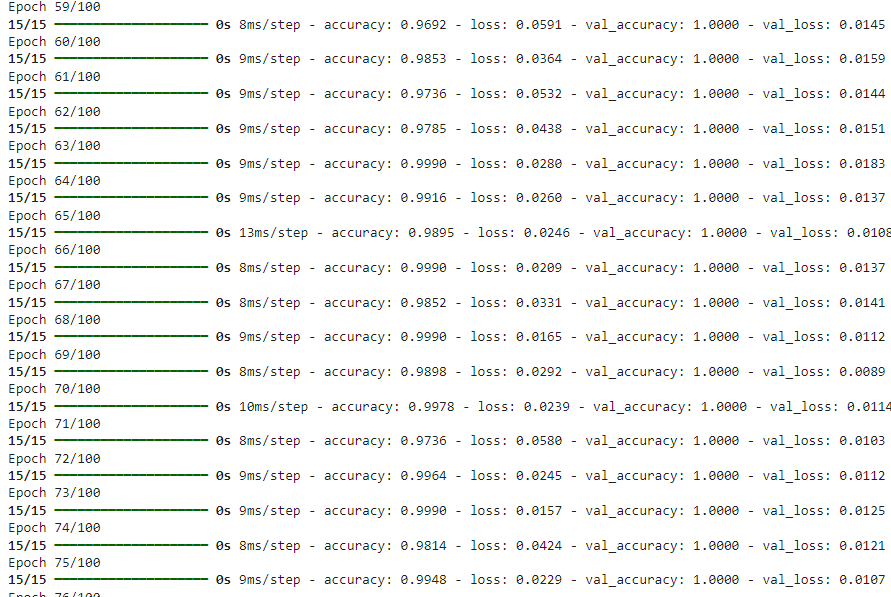 Epoch 59/100
15/15 ━━━━━━━━━━━━━━━━━━━━ 0s 8ms/step - accuracy: 0.9692 - loss: 0.0591 - val_accuracy: 1.0000 - val_loss: 0.0145
Epoch 60/100
15/15 ━━━━━━━━━━━━━━━━━━━━ 0s 9ms/step - accuracy: 0.9853 - loss: 0.0364 - val_accuracy: 1.0000 - val_loss: 0.0159
Epoch 61/100
15/15 ━━━━━━━━━━━━━━━━━━━━ 0s 9ms/step - accuracy: 0.9736 - loss: 0.0532 - val_accuracy: 1.0000 - val_loss: 0.0144
Epoch 62/100
15/15 ━━━━━━━━━━━━━━━━━━━━ 0s 9ms/step - accuracy: 0.9785 - loss: 0.0438 - val_accuracy: 1.0000 - val_loss: 0.0151
Epoch 63/100
15/15 ━━━━━━━━━━━━━━━━━━━━ 0s 9ms/step - accuracy: 0.9990 - loss: 0.0280 - val_accuracy: 1.0000 - val_loss: 0.0183
Epoch 64/100
15/15 ━━━━━━━━━━━━━━━━━━━━ 0s 9ms/step - accuracy: 0.9916 - loss: 0.0260 - val_accuracy: 1.0000 - val_loss: 0.0137
Epoch 65/100
15/15 ━━━━━━━━━━━━━━━━━━━━ 0s 13ms/step - accuracy: 0.9895 - loss: 0.0246 - val_accuracy: 1.0000 - val_loss: 0.0108
Epoch 66/100
15/15 ━━━━━━━━━━━━━━━━━━━━ 0s 8ms/step - accuracy: 0.9990 - loss: 0.0209 - val_accuracy: 1.0000 - val_loss: 0.0137
Epoch 67/100
15/15 ━━━━━━━━━━━━━━━━━━━━ 0s 8ms/step - accuracy: 0.9852 - loss: 0.0331 - val_accuracy: 1.0000 - val_loss: 0.0141
Epoch 68/100
15/15 ━━━━━━━━━━━━━━━━━━━━ 0s 9ms/step - accuracy: 0.9990 - loss: 0.0165 - val_accuracy: 1.0000 - val_loss: 0.0112
Epoch 69/100
15/15 ━━━━━━━━━━━━━━━━━━━━ 0s 8ms/step - accuracy: 0.9898 - loss: 0.0292 - val_accuracy: 1.0000 - val_loss: 0.0089
Epoch 70/100
15/15 ━━━━━━━━━━━━━━━━━━━━ 0s 10ms/step - accuracy: 0.9978 - loss: 0.0239 - val_accuracy: 1.0000 - val_loss: 0.0114
Epoch 71/100
15/15 ━━━━━━━━━━━━━━━━━━━━ 0s 8ms/step - accuracy: 0.9736 - loss: 0.0580 - val_accuracy: 1.0000 - val_loss: 0.0103
Epoch 72/100
15/15 ━━━━━━━━━━━━━━━━━━━━ 0s 9ms/step - accuracy: 0.9964 - loss: 0.0245 - val_accuracy: 1.0000 - val_loss: 0.0112
Epoch 73/100
15/15 ━━━━━━━━━━━━━━━━━━━━ 0s 9ms/step - accuracy: 0.9990 - loss: 0.0157 - val_accuracy: 1.0000 - val_loss: 0.0125
Epoch 74/100
15/15 ━━━━━━━━━━━━━━━━━━━━ 0s 8ms/step - accuracy: 0.9814 - loss: 0.0424 - val_accuracy: 1.0000 - val_loss: 0.0121
Epoch 75/100
15/15 ━━━━━━━━━━━━━━━━━━━━ 0s 9ms/step - accuracy: 0.9948 - loss: 0.0229 - val_accuracy: 1.0000 - val_loss: 0.0107
Epoch 76/100